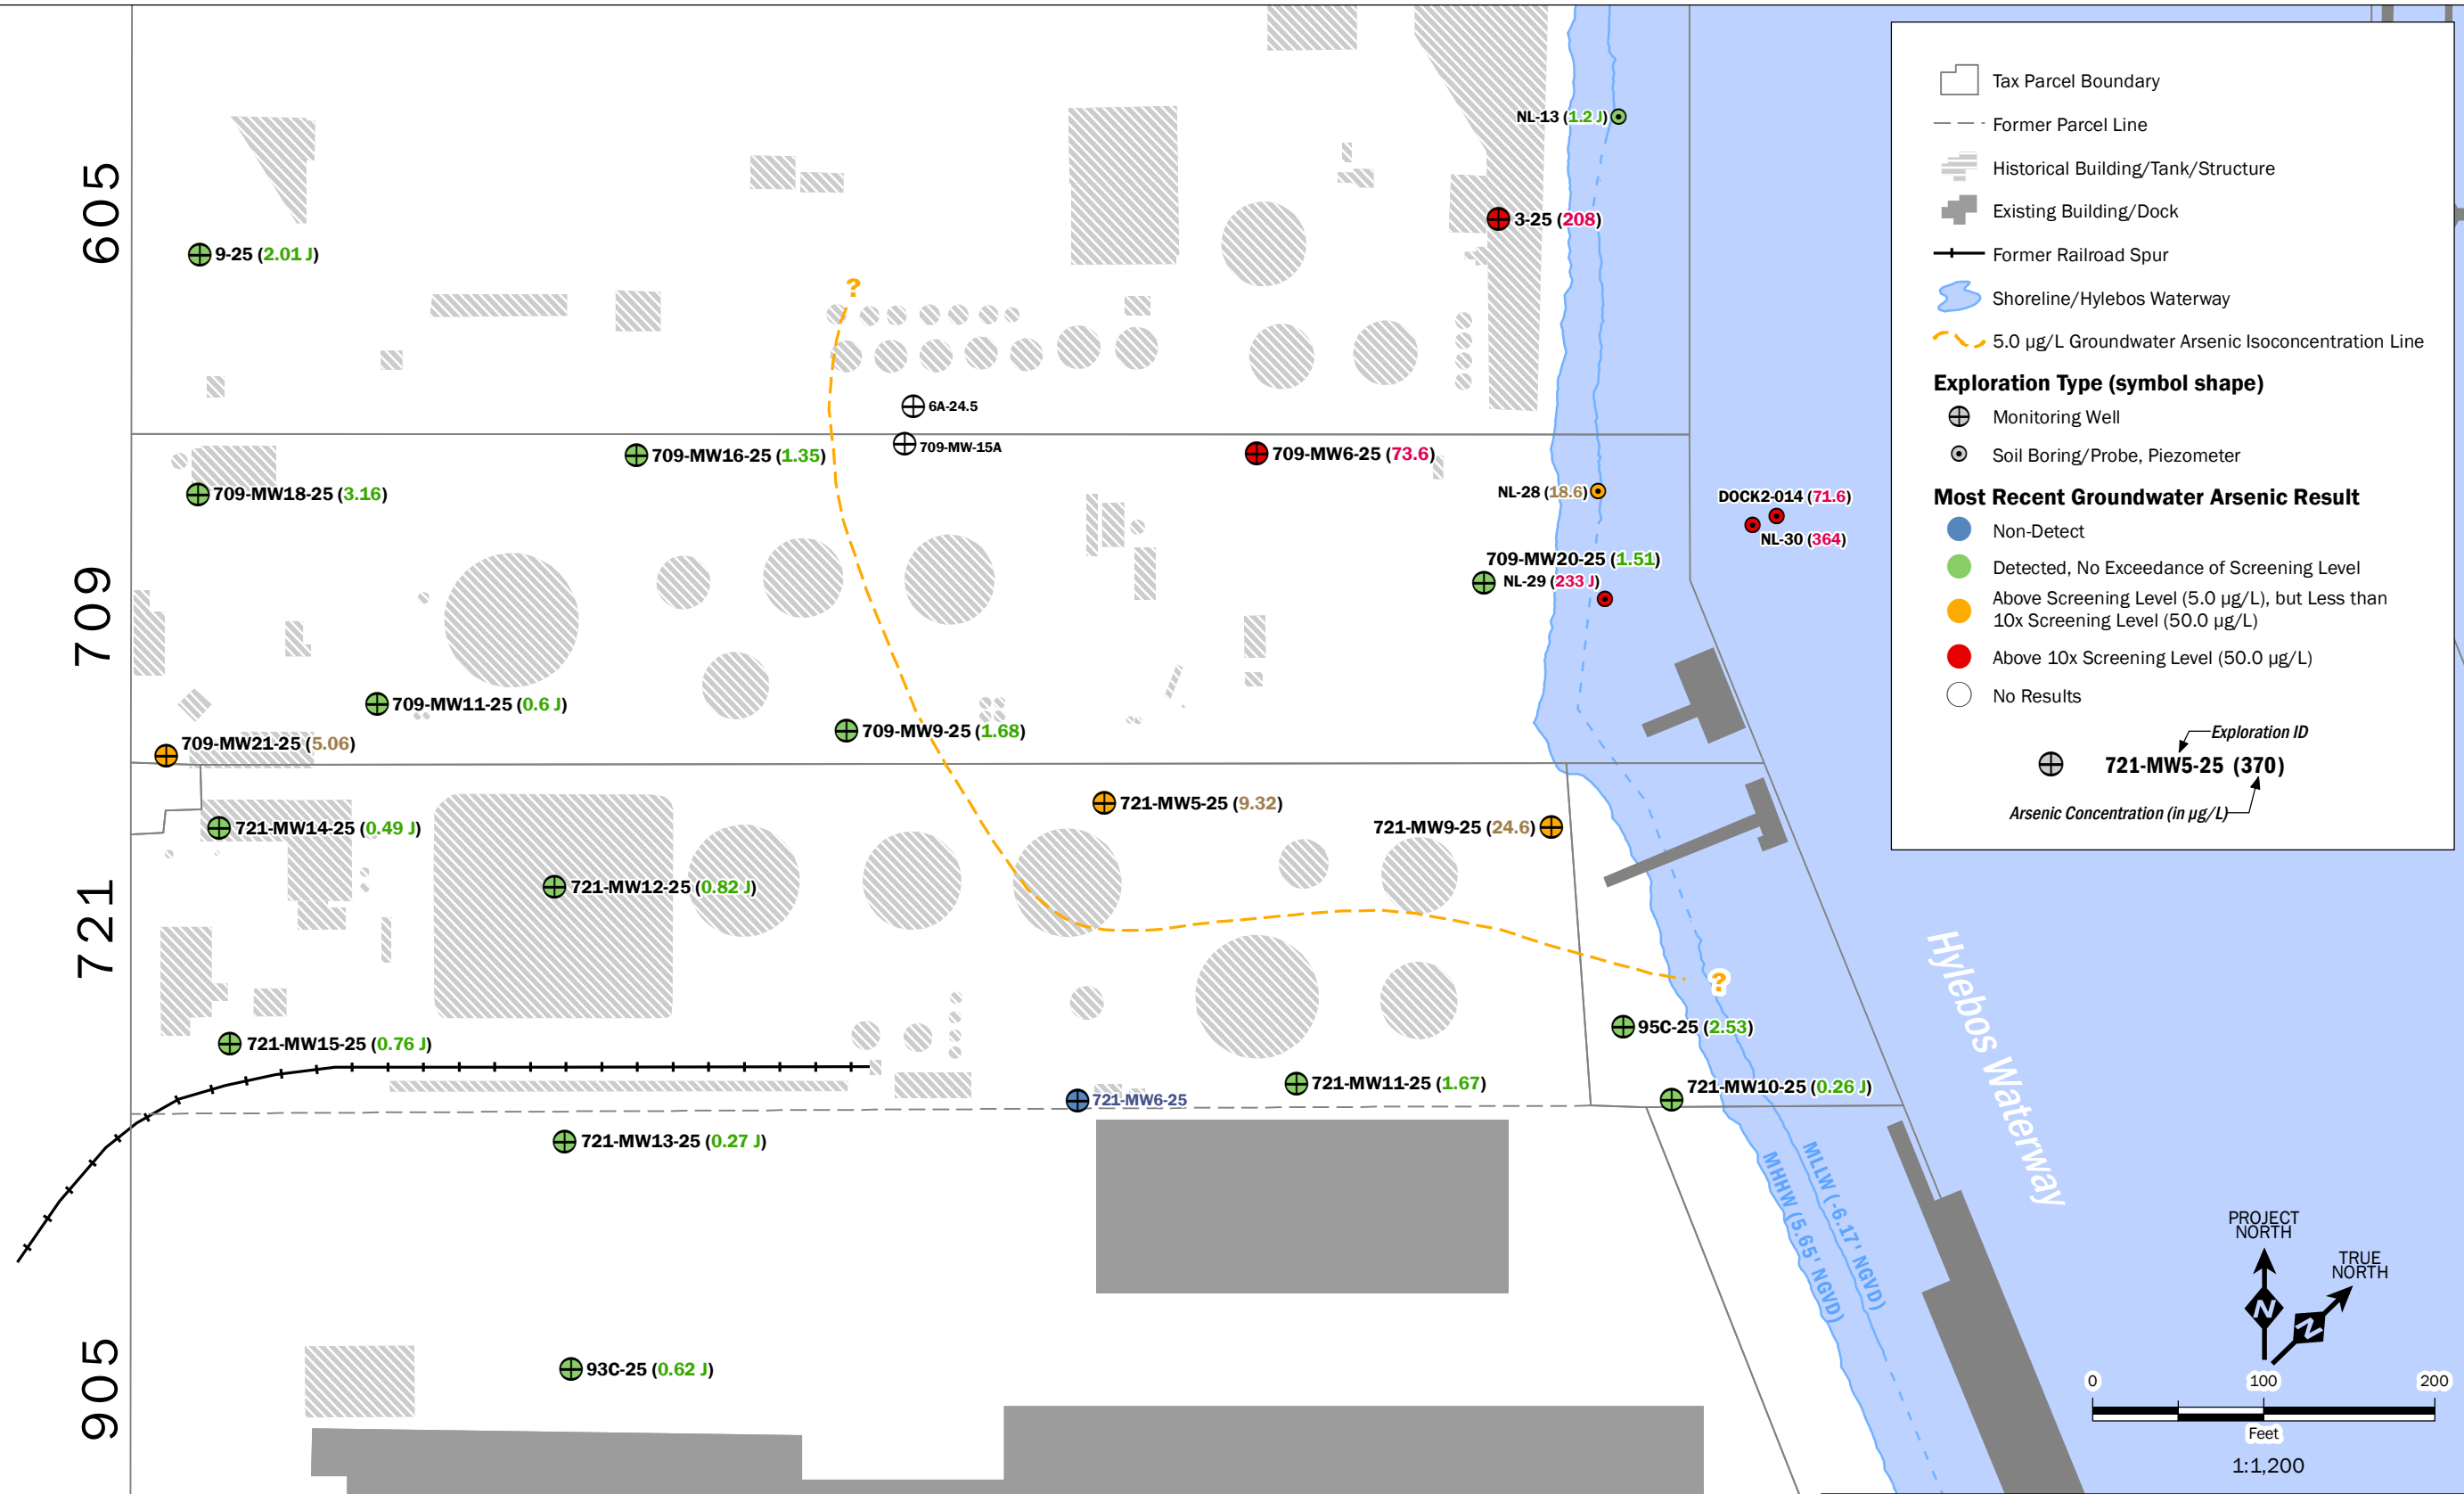 605
709
721
905
NL-13 (1.2 J)
3-25 (208)
9-25 (2.01 J)
?
6A-24.5
709-MW-15A
709-MW16-25 (1.35)
709-MW6-25 (73.6)
709-MW18-25 (3.16)
NL-28 (18.6)
DOCK2-014 (71.6)
NL-30 (364)
709-MW20-25 (1.51)
NL-29 (233 J)
709-MW11-25 (0.6 J)
709-MW9-25 (1.68)
709-MW21-25 (5.06)
721-MW5-25 (9.32)
721-MW14-25 (0.49 J)
721-MW9-25 (24.6)
721-MW12-25 (0.82 J)
?
95C-25 (2.53)
721-MW15-25 (0.76 J)
721-MW11-25 (1.67)
721-MW10-25 (0.26 J)
721-MW6-25
721-MW13-25 (0.27 J)
93C-25 (0.62 J)
Hylebos Waterway
MLLW (-6.17' NGVD)
MHHW (5.65' NGVD)
Tax Parcel Boundary
Former Parcel Line
Historical Building/Tank/Structure
Existing Building/Dock
Former Railroad Spur
Shoreline/Hylebos Waterway
5.0 µg/L Groundwater Arsenic Isoconcentration Line
Exploration Type (symbol shape)
Monitoring Well
Soil Boring/Probe, Piezometer
Most Recent Groundwater Arsenic Result
Non-Detect
Detected, No Exceedance of Screening Level
Above Screening Level (5.0 µg/L), but Less than
10x Screening Level (50.0 µg/L)
Above 10x Screening Level (50.0 µg/L)
No Results
Exploration ID
721-MW5-25 (370)
Arsenic Concentration (in µg/L)
PROJECT
NORTH
TRUE
NORTH
N
N
0 100 200
Feet
1:1,200